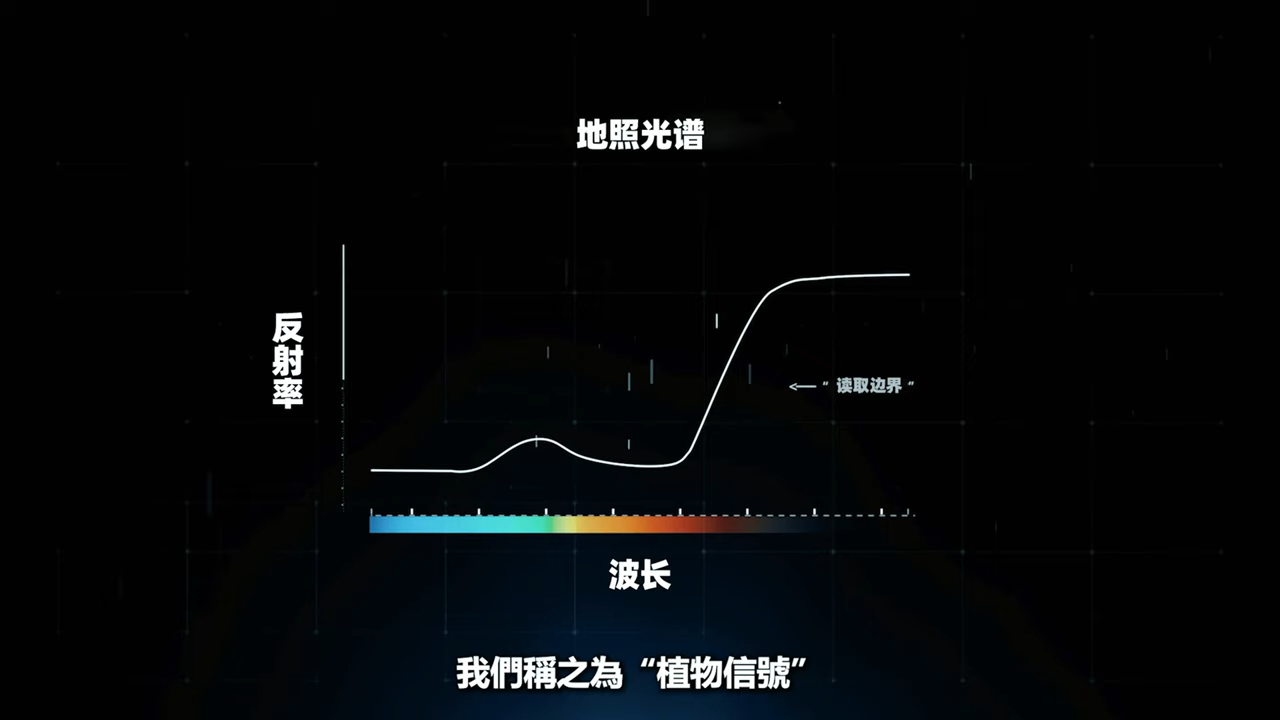 地照光谱
反射率
<— “ 读取边界 ”
波长
我們稱之為“植物信號”